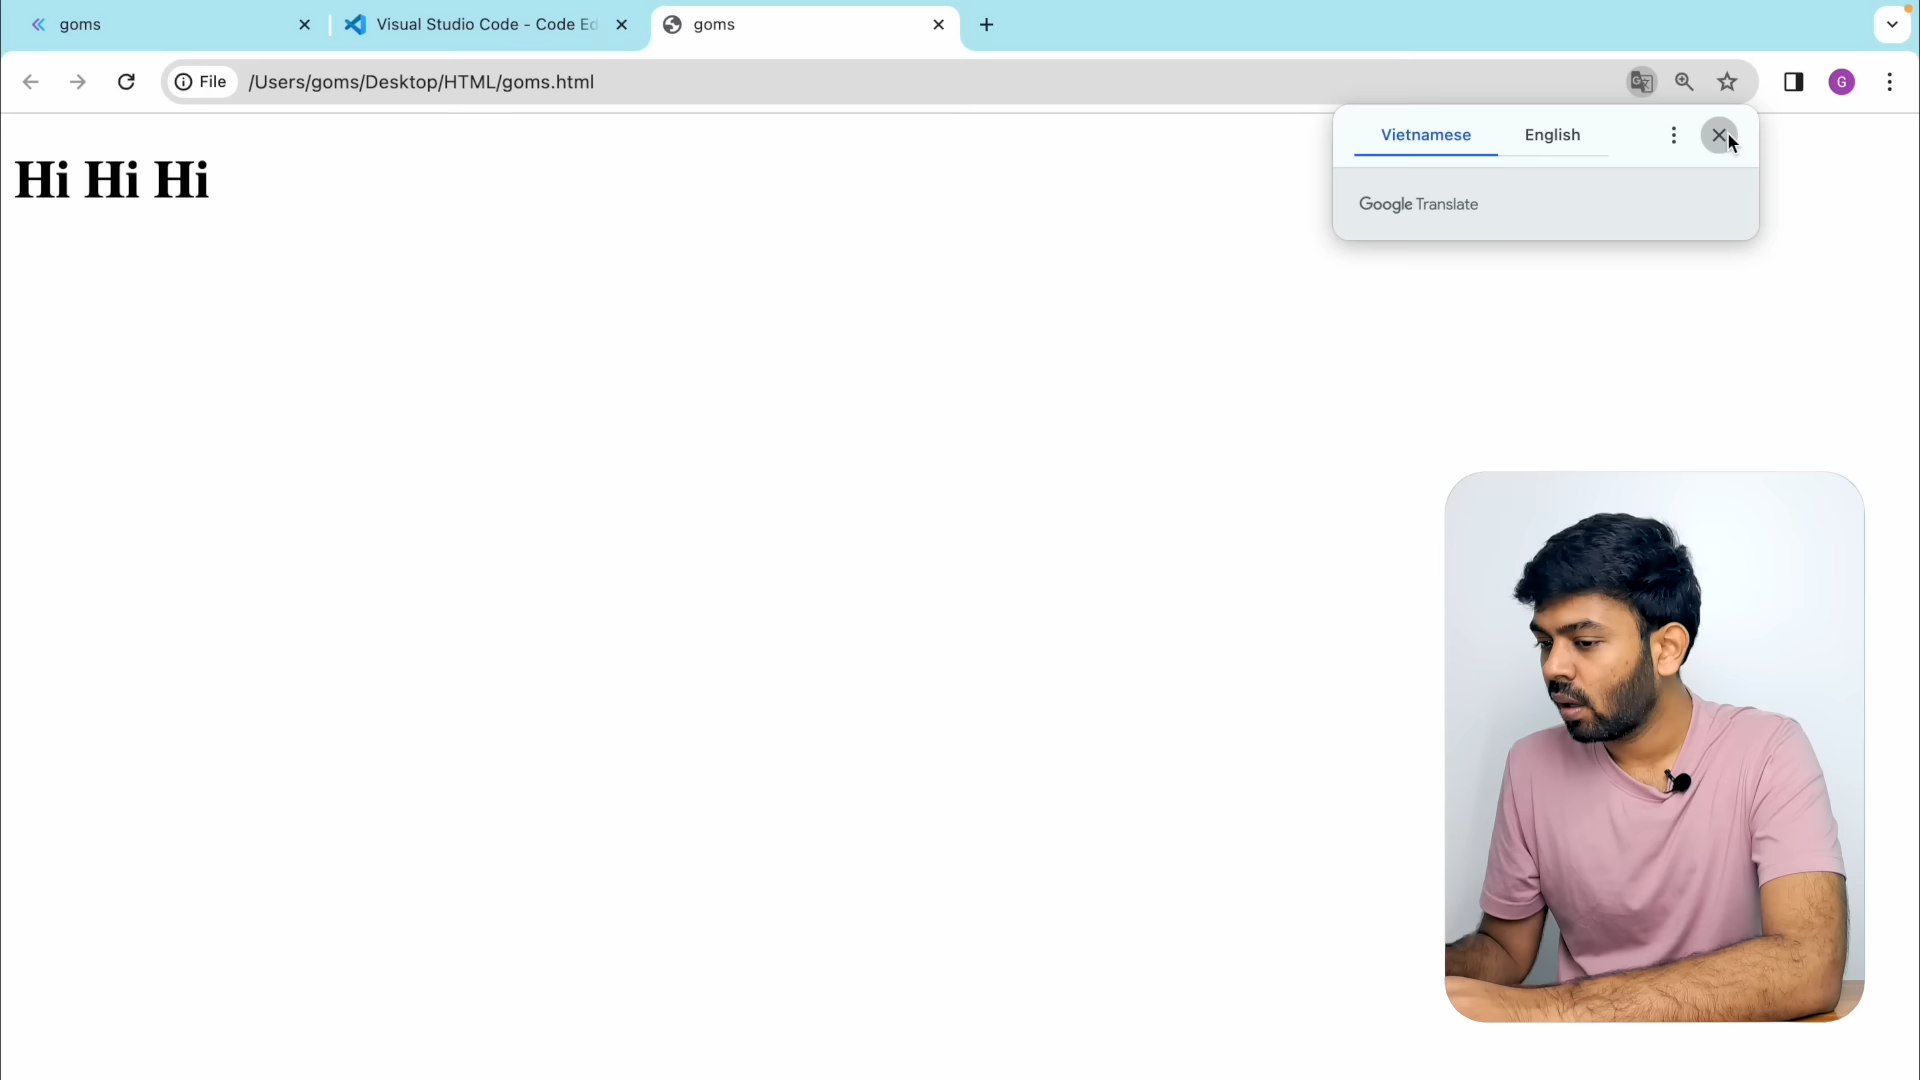 goms
Visual Studio Code - Code Ed
goms
File
/Users/goms/Desktop/HTML/goms.html
G
Vietnamese
English
Google Translate
Hi Hi Hi